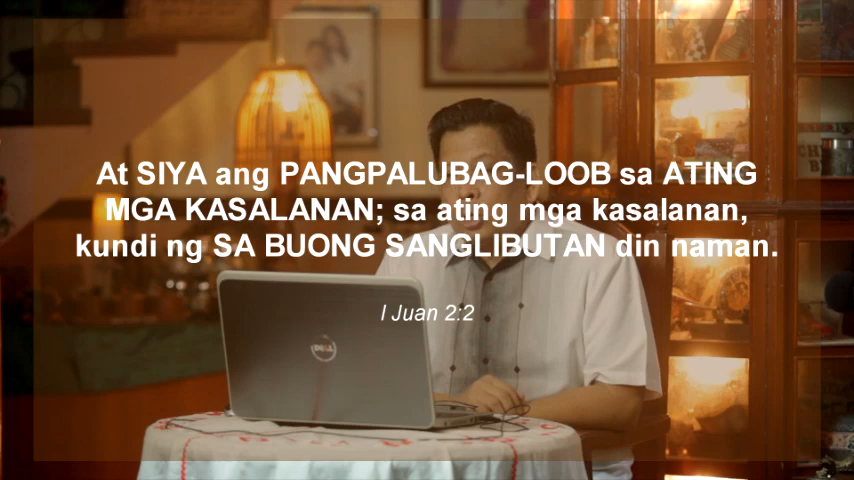 At SIYA ang PANGPALUBAG-LOOB sa ATING
MGA KASALANAN; sa ating mga kasalanan,
kundi ng SA BUONG SANGLIBUTAN din naman.
I Juan 2:2
DELL